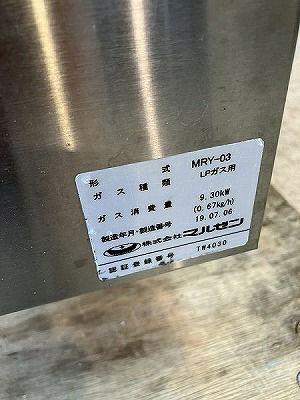 形式 MRY-03
ガス種類 LPガス用
ガス消費量 9.30kW
(0.67kg/h)
製造年月・製造番号 19.07.06
株式会社マルゼン
認証登録番号 TW4030